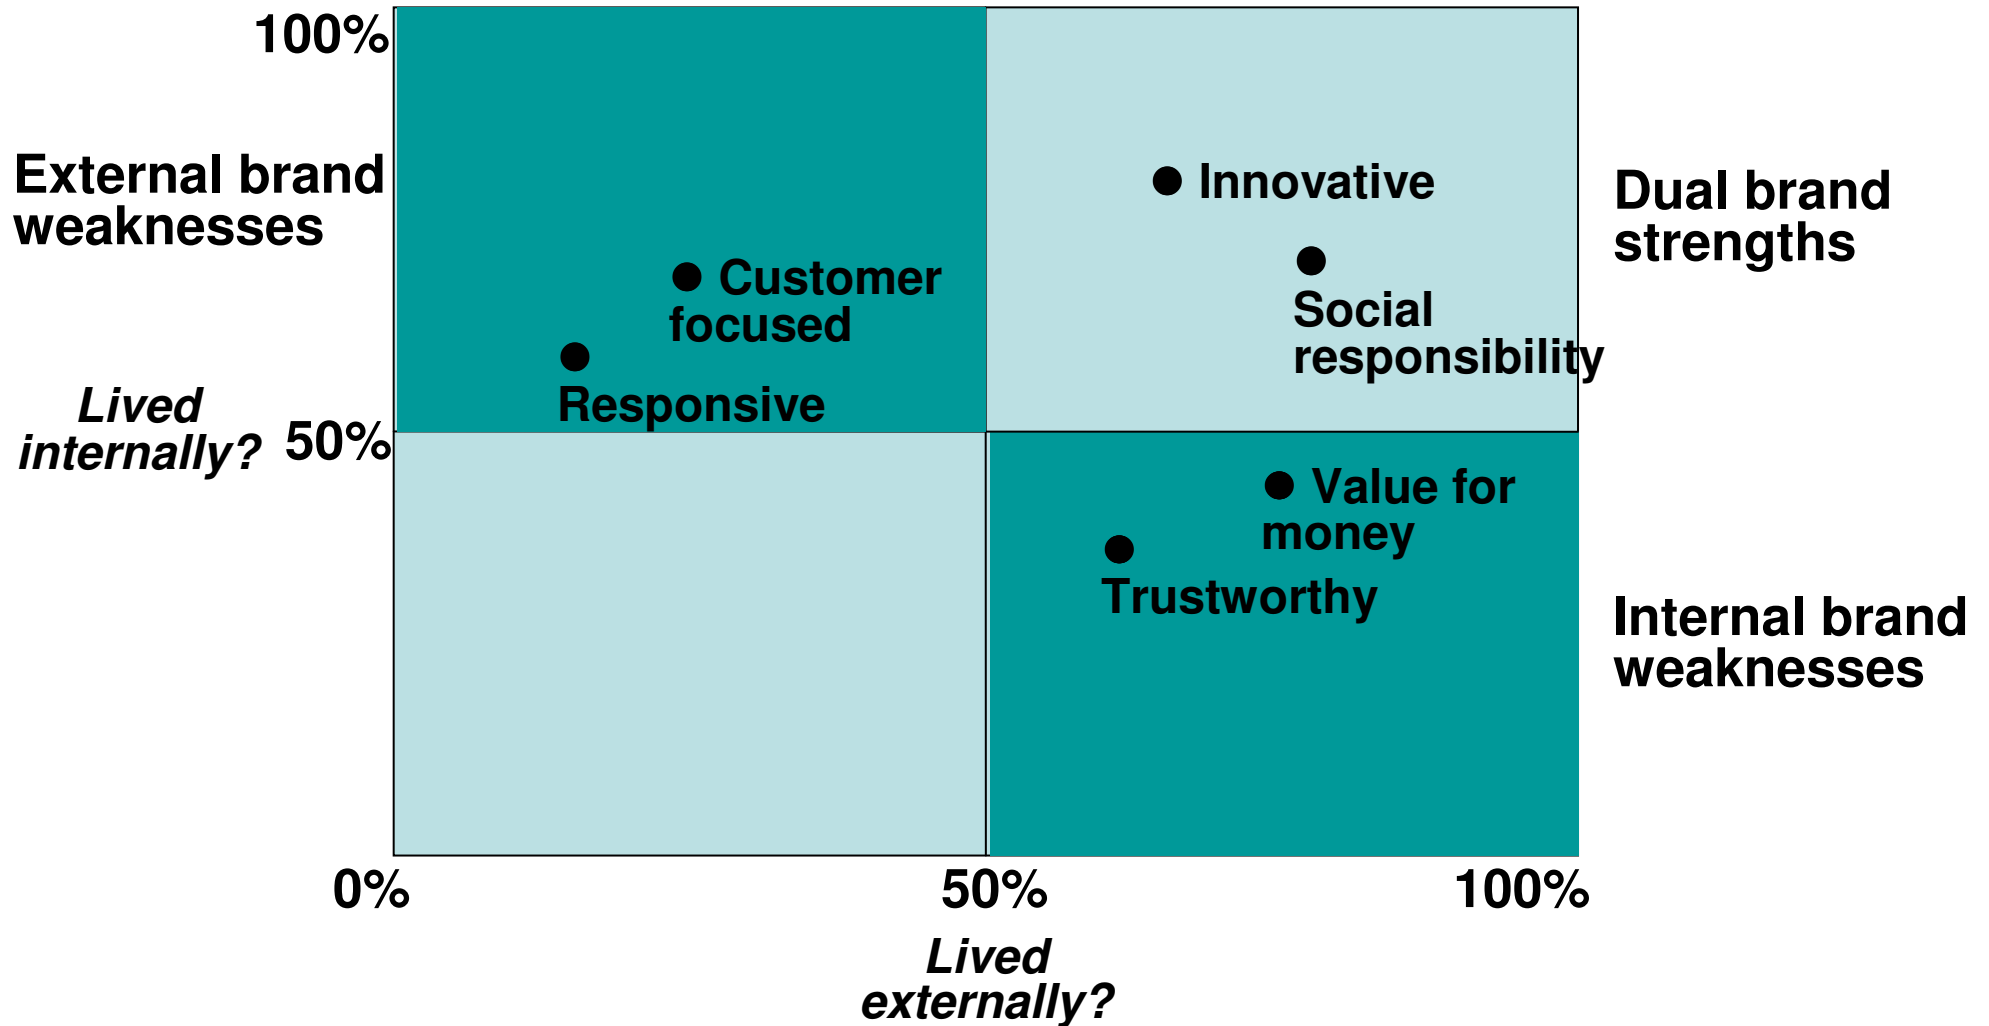 100%
External brand
weaknesses
● Innovative
Dual brand
strengths
● Customer
focused
●
Social
responsibility
●
Responsive
Lived
internally?
50%
● Value for
money
●
Trustworthy
Internal brand
weaknesses
0%
50%
100%
Lived
externally?